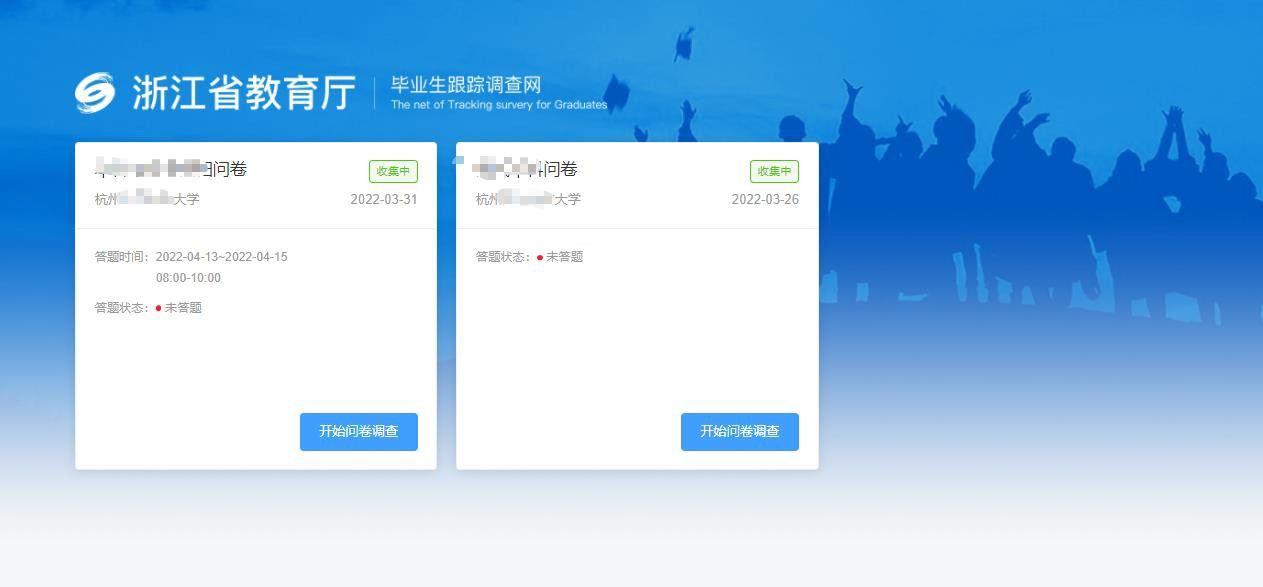 浙江省教育厅
毕业生跟踪调查网
The net of Tracking survery for Graduates
问卷
收集中
杭州 大学
2022-03-31
答题时间：2022-04-13~2022-04-15
08:00-10:00
答题状态：未答题
开始问卷调查
问卷
收集中
杭州 大学
2022-03-26
答题状态：未答题
开始问卷调查